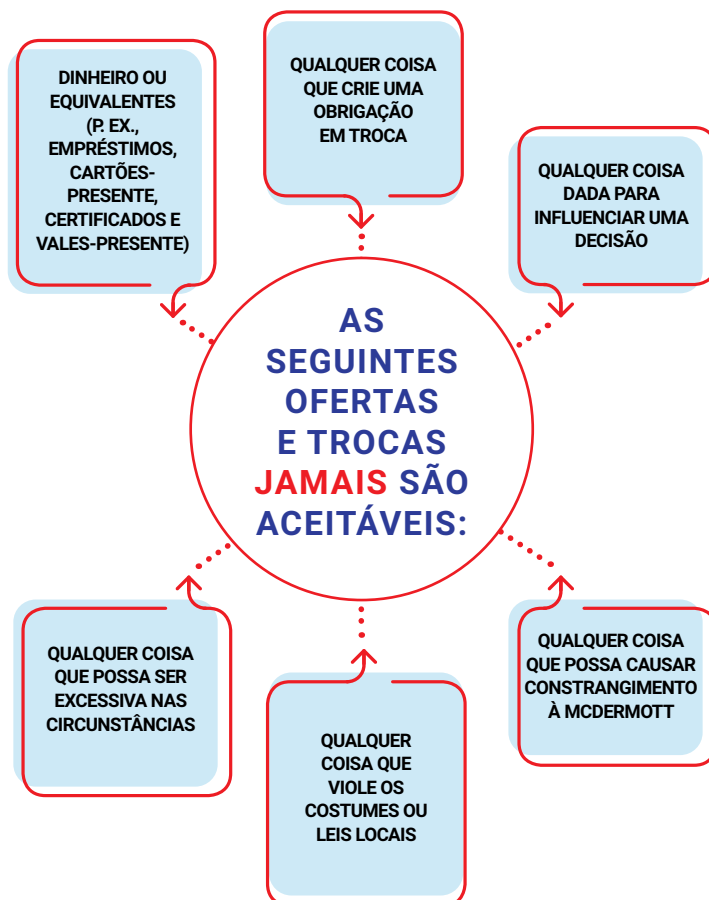 DINHEIRO OU
EQUIVALENTES
(P. EX.,
EMPRÉSTIMOS,
CARTÕES-
PRESENTE,
CERTIFICADOS E
VALES-PRESENTE)
QUALQUER COISA
QUE CRIE UMA
OBRIGAÇÃO
EM TROCA
QUALQUER COISA
DADA PARA
INFLUENCIAR UMA
DECISÃO
AS
SEGUINTES
OFERTAS
E TROCAS
JAMAIS SÃO
ACEITÁVEIS:
QUALQUER COISA
QUE POSSA SER
EXCESSIVA NAS
CIRCUNSTÂNCIAS
QUALQUER
COISA QUE
VIOLE OS
COSTUMES OU
LEIS LOCAIS
QUALQUER COISA
QUE POSSA CAUSAR
CONSTRANGIMENTO
À MCDERMOTT